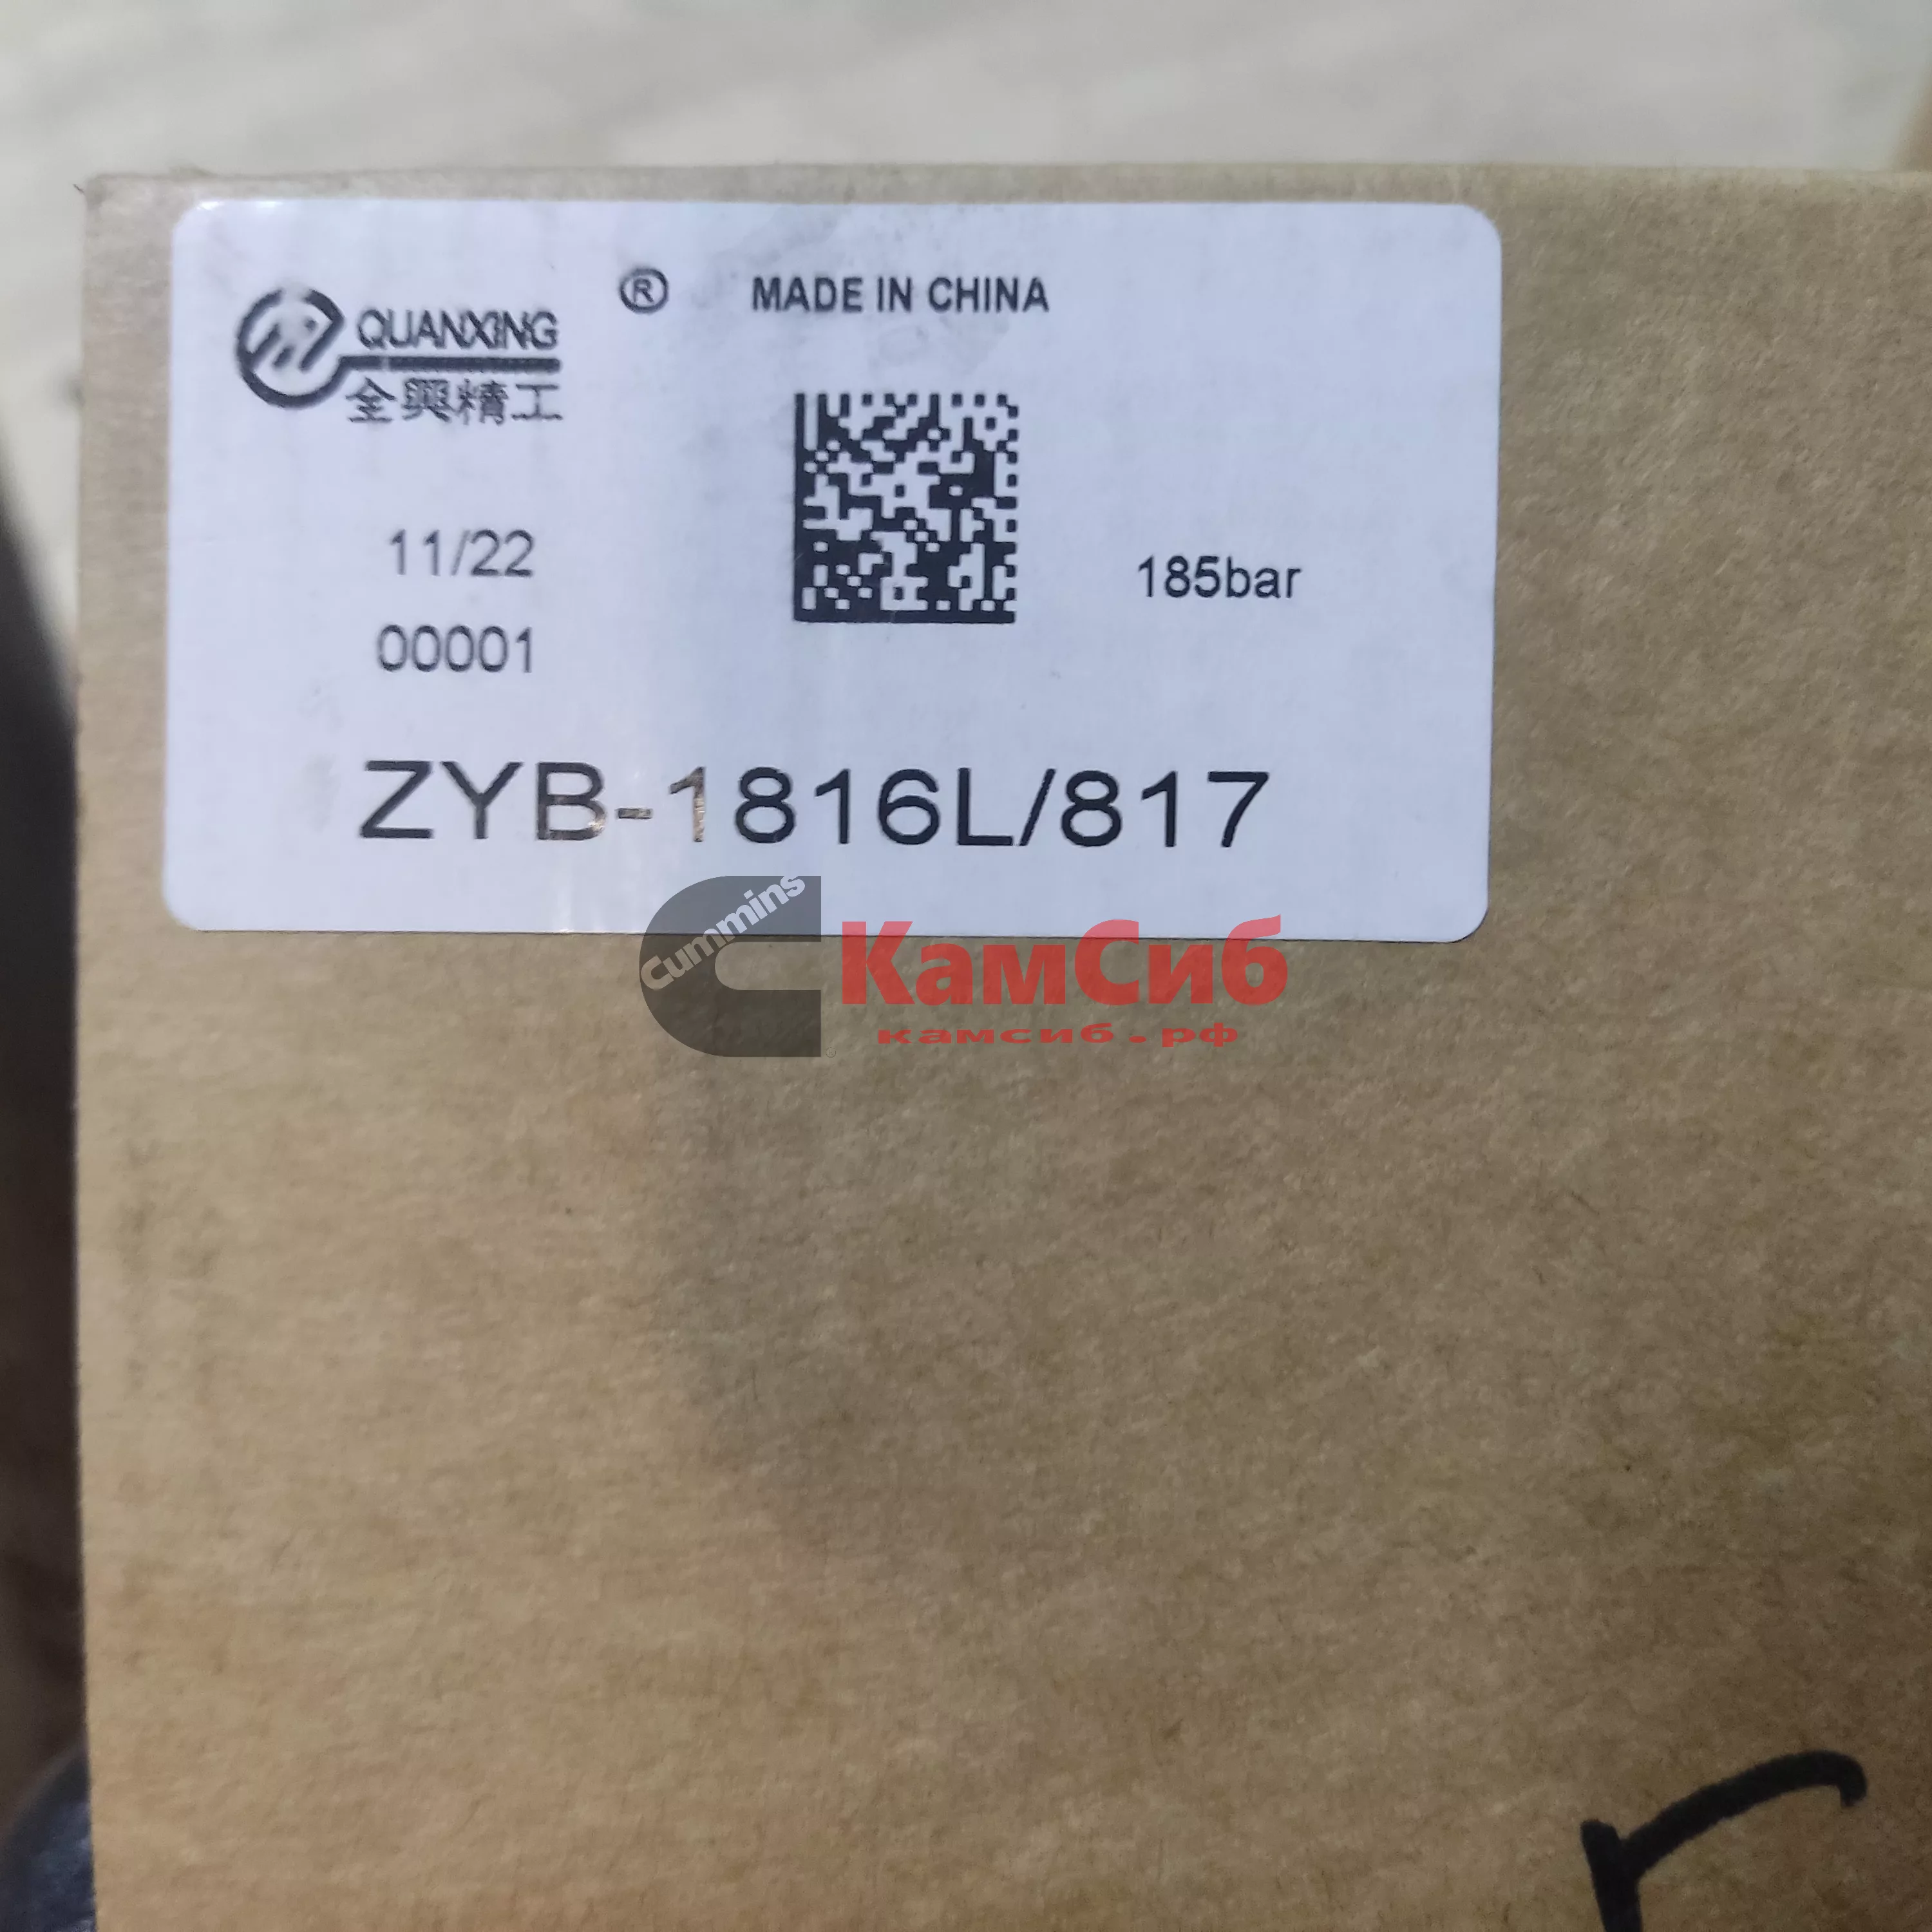 QUANXING
全興精工
® MADE IN CHINA
11/22
00001
185bar
ZYB-1816L/817
Cummins
КамСиб
камсиб.рф